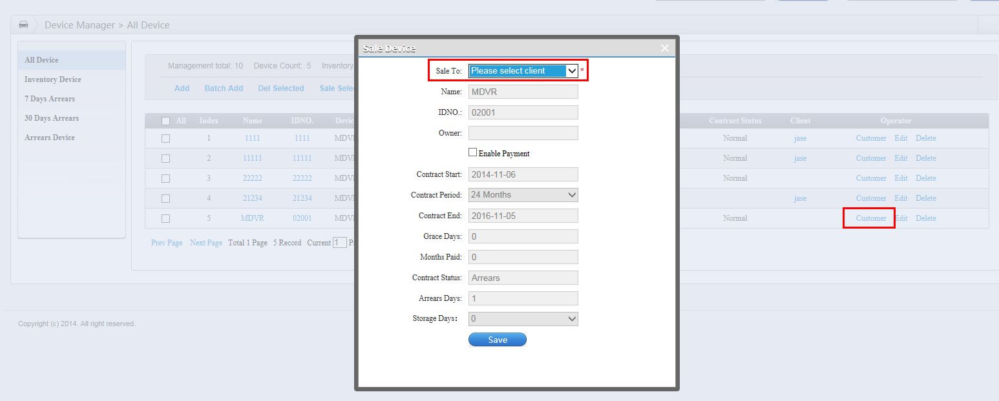 Device Manager > All Device
All Device
Inventory Device
7 Days Arrears
30 Days Arrears
Arrears Device
Management total: 10 Device Count: 5 Inventory
Add Batch Add Del Selected Sale Sele
All Index Name IDNO. Devic Contract Status Client Operator
1 1111 1111 MDV Normal jase Customer Edit Delete
2 11111 11111 MDV Normal jase Customer Edit Delete
3 22222 22222 MDV Normal Customer Edit Delete
4 21234 21234 MDV jase Customer Edit Delete
5 MDVR 02001 MDV Normal Customer Edit Delete
Prev Page Next Page Total 1 Page 5 Record Current 1 P
Copyright (c) 2014. All right reserved.
Sale Device
Sale To: Please select client *
Name: MDVR
IDNO.: 02001
Owner:
Enable Payment
Contract Start: 2014-11-06
Contract Period: 24 Months
Contract End: 2016-11-05
Grace Days: 0
Months Paid: 0
Contract Status: Arrears
Arrears Days: 1
Storage Days: 0
Save